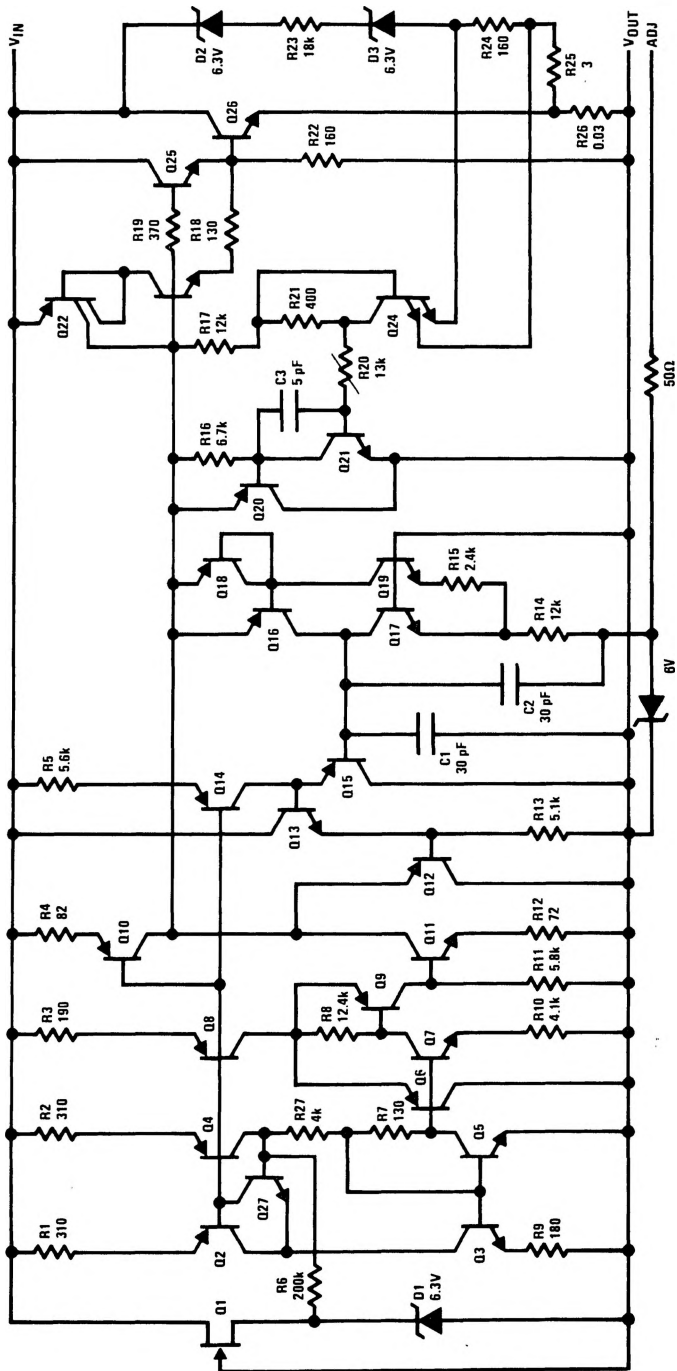 VIN
R1
310
R2
310
R3
190
R4
82
R5
5.6k
Q1
Q2
Q4
Q8
Q10
Q14
Q27
R6
200k
D1
6.3V
R27
4k
R7
130
Q3
Q5
R9
180
Q6
R8
12.4k
Q9
Q7
R10
4.1k
R11
5.8k
Q11
R12
72
Q12
Q13
R13
5.1k
Q15
C1
30 pF
C2
30 pF
Q16
Q18
Q17
Q19
R15
2.4k
R14
12k
6V
Q20
R16
6.7k
C3
5 pF
Q21
R20
13k
R17
12k
R21
400
Q24
Q22
R19
370
R18
130
Q25
R22
160
Q26
D2
6.3V
R23
18k
D3
6.3V
R24
160
R25
3
R26
0.03
50Ω
VOUT
ADJ